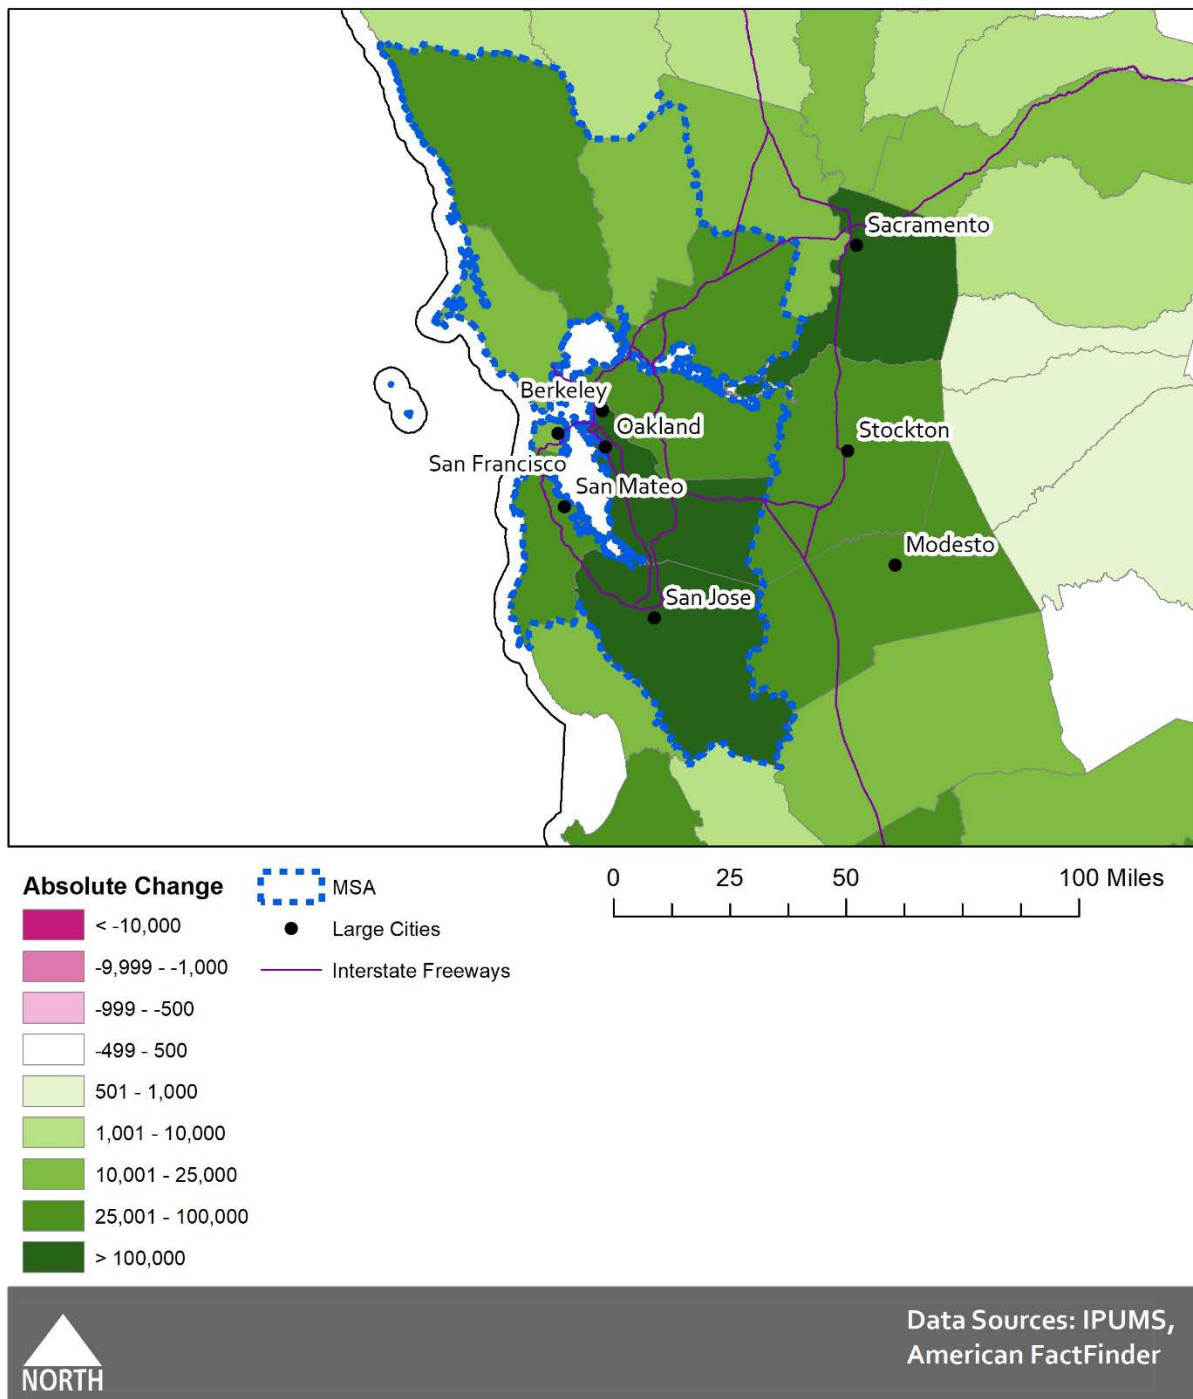 Sacramento
Berkeley
Oakland
Stockton
San Francisco
San Mateo
Modesto
San Jose
Absolute Change
< -10,000
-9,999 - -1,000
-999 - -500
-499 - 500
501 - 1,000
1,001 - 10,000
10,001 - 25,000
25,001 - 100,000
> 100,000
MSA
Large Cities
Interstate Freeways
0 25 50 100 Miles
NORTH
Data Sources: IPUMS,
American FactFinder